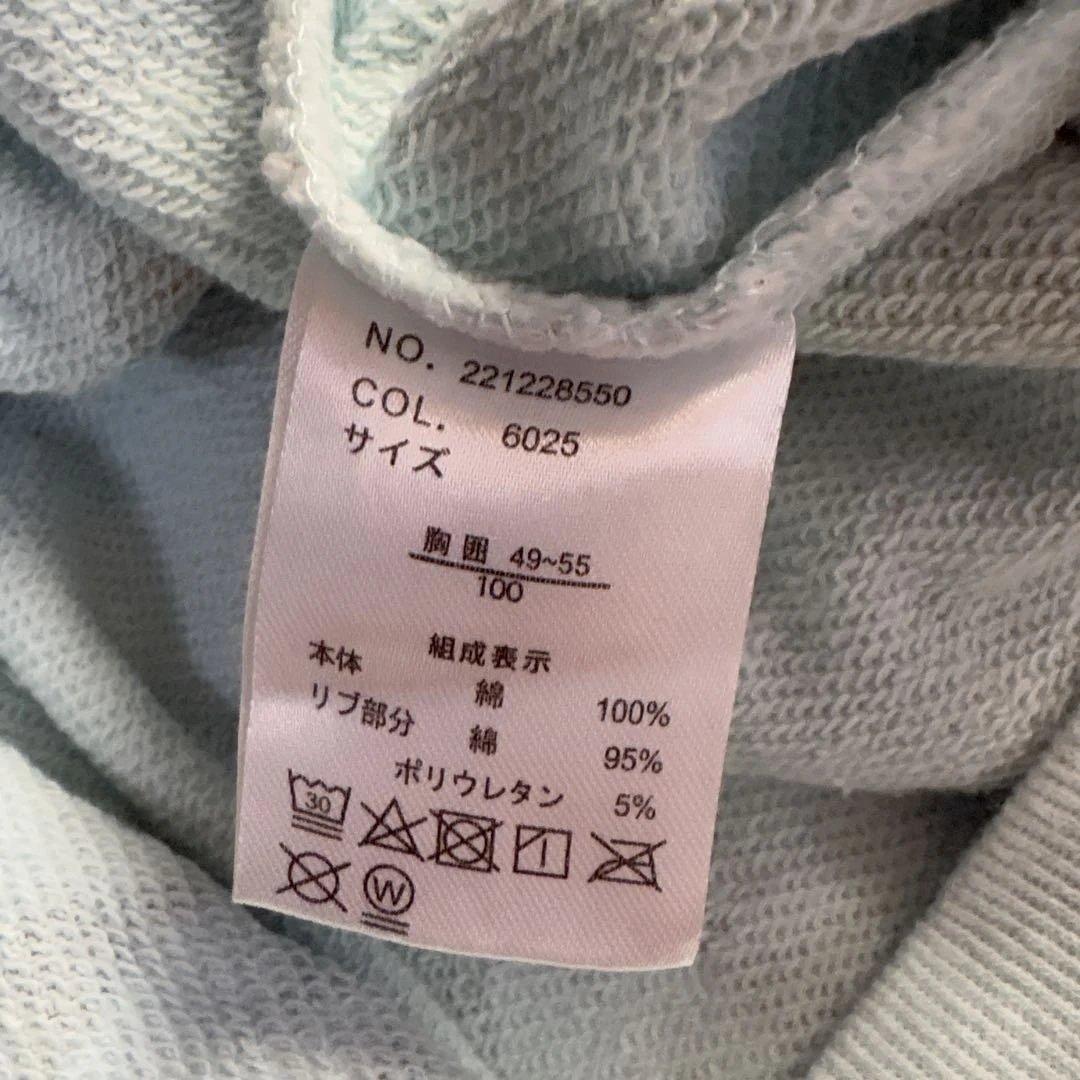 NO. 221228550
COL. 6025
サイズ
胸囲 49~55
100
組成表示
本体 綿 100%
リブ部分 綿 95%
ポリウレタン 5%
30
W